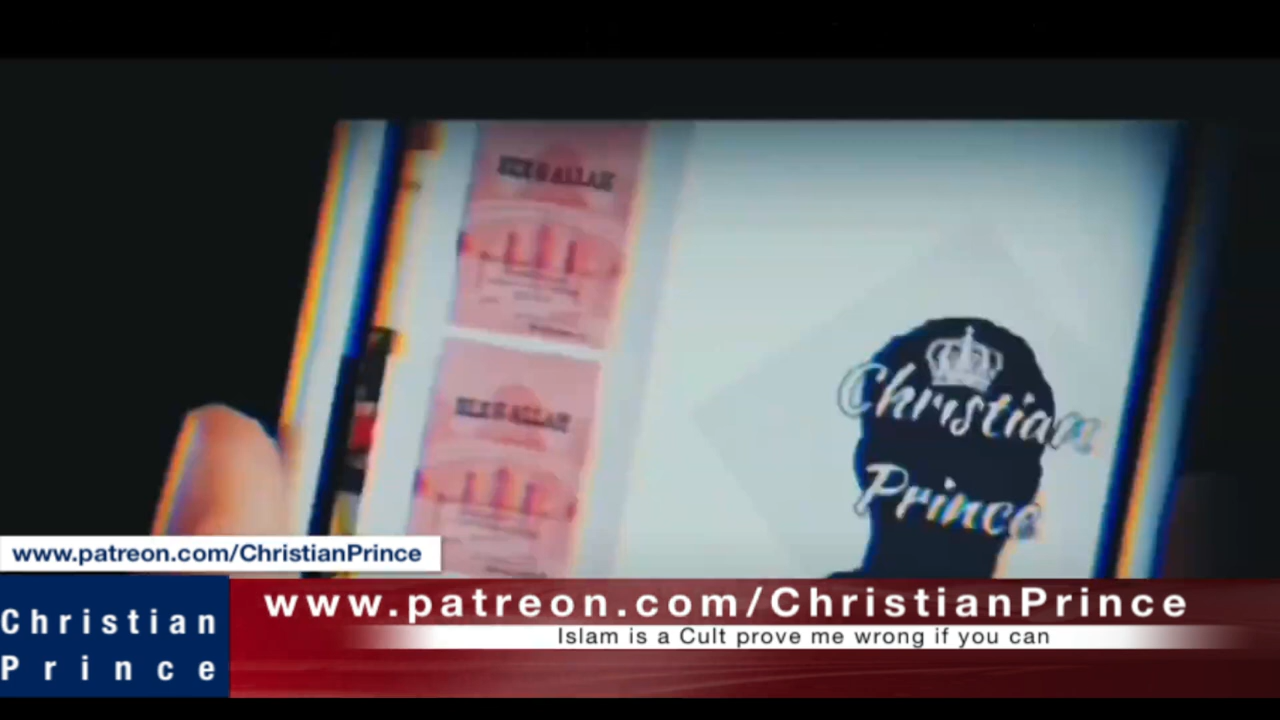 SEX & ALLAH
SEX & ALLAH
Christian
Prince
www.patreon.com/ChristianPrince
Christian
Prince
www.patreon.com/ChristianPrince
Islam is a Cult prove me wrong if you can